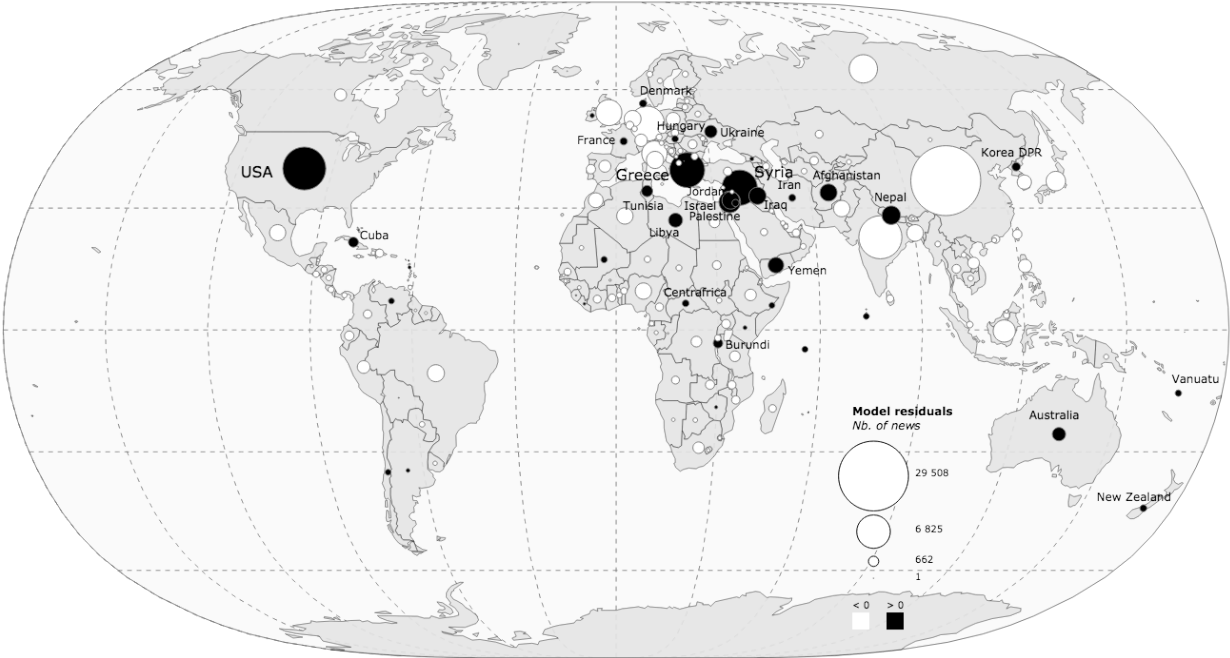 Denmark
Hungary
Ukraine
France
Korea DPR
USA
Greece
Syria
Iran
Afghanistan
Jordan
Nepal
Tunisia
Israel
Iraq
Palestine
Libya
Cuba
Yemen
Centrafrica
Burundi
Vanuatu
Australia
New Zealand
Model residuals
Nb. of news
29 508
6 825
662
1
< 0 > 0